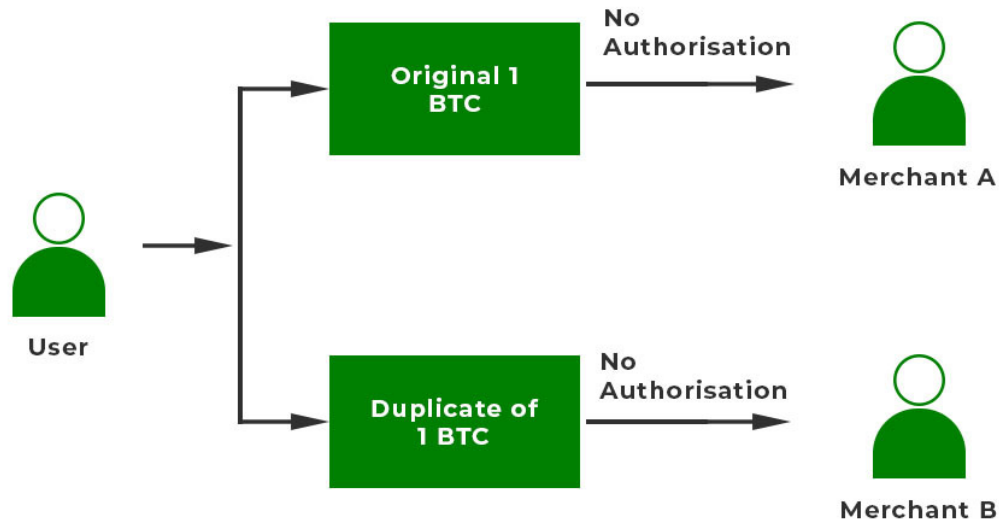 No
Authorisation
Original 1
BTC
Merchant A
User
No
Authorisation
Duplicate of
1 BTC
Merchant B